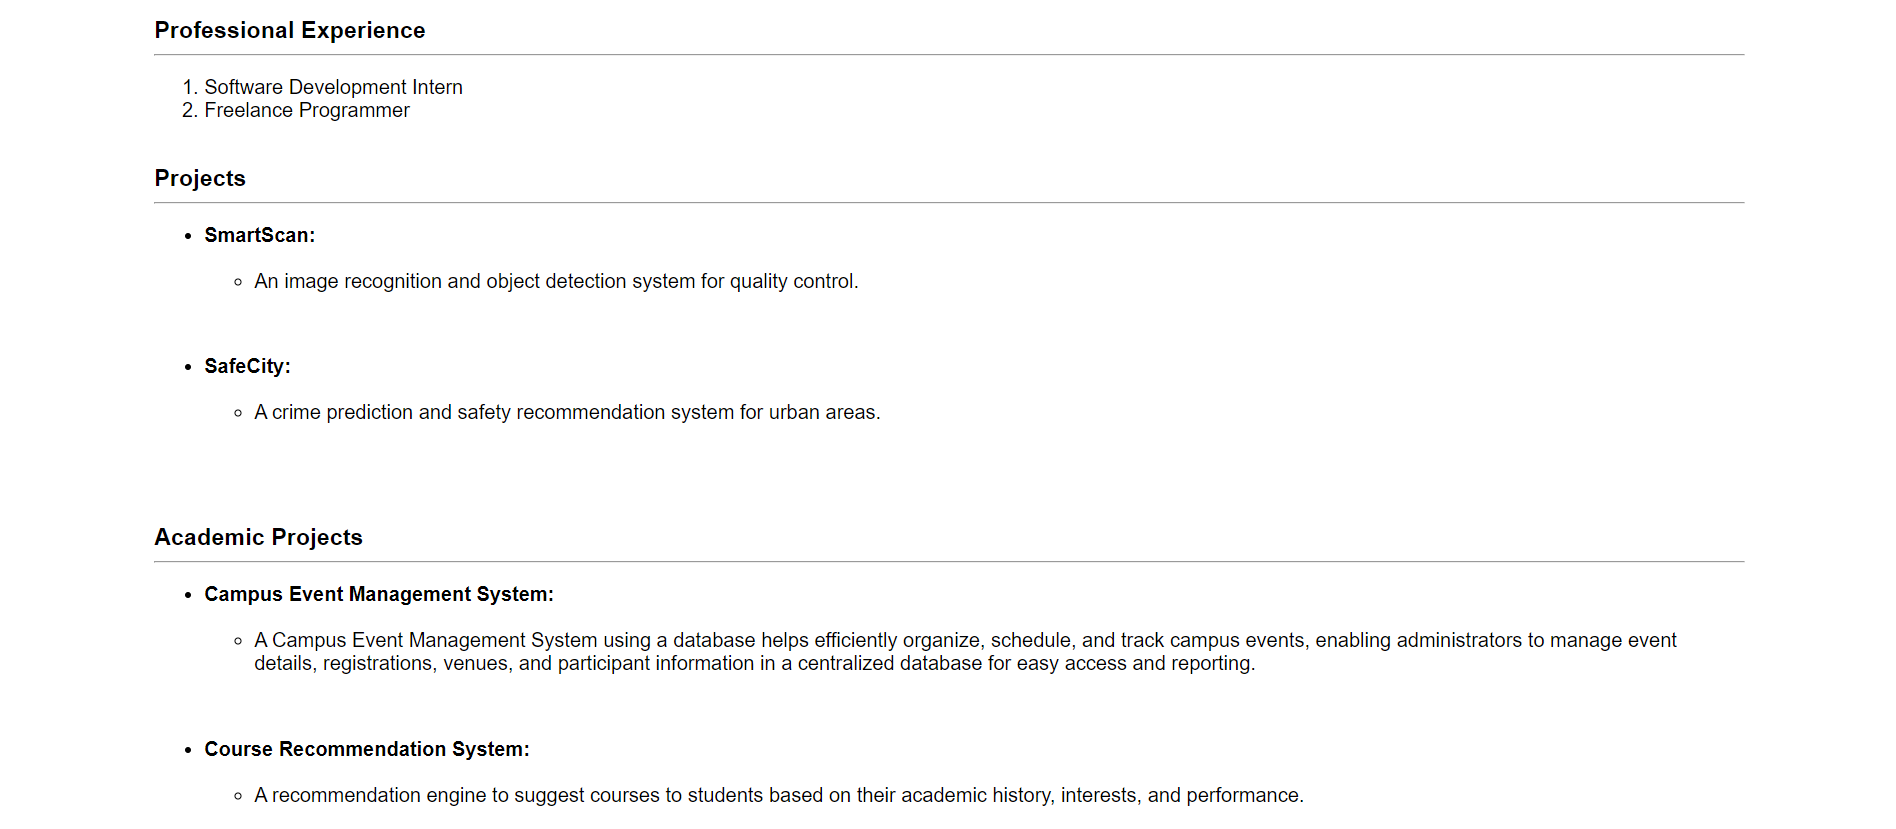 Professional Experience
1. Software Development Intern
2. Freelance Programmer
Projects
• SmartScan:
◦ An image recognition and object detection system for quality control.
• SafeCity:
◦ A crime prediction and safety recommendation system for urban areas.
Academic Projects
• Campus Event Management System:
◦ A Campus Event Management System using a database helps efficiently organize, schedule, and track campus events, enabling administrators to manage event
details, registrations, venues, and participant information in a centralized database for easy access and reporting.
• Course Recommendation System:
◦ A recommendation engine to suggest courses to students based on their academic history, interests, and performance.